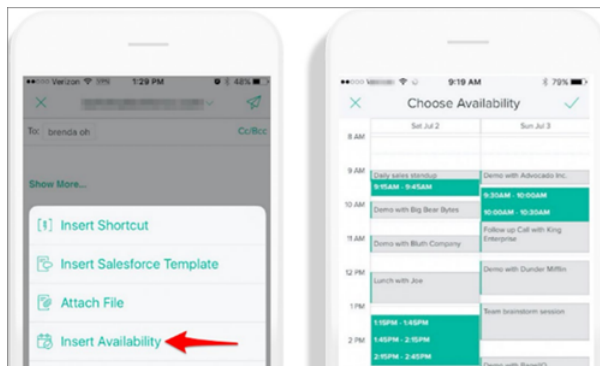 Verizon 1:29 PM 48%
To: brenda oh Cc/Bcc
Show More...
Insert Shortcut
Insert Salesforce Template
Attach File
Insert Availability
9:19 AM 79%
Choose Availability
Sat Jul 2 Sun Jul 3
8 AM
9 AM
Daily sales standup
9:15AM - 9:45AM
Demo with Advocado Inc.
9:30AM - 10:00AM
10 AM
Demo with Big Bear Bytes
10:00AM - 10:30AM
11 AM
Demo with Bluth Company
Follow up Call with King
Enterprise
12 PM
Lunch with Joe
Demo with Dunder Mifflin
1 PM
1:15PM - 1:45PM
Team brainstorm session
1:45PM - 2:15PM
2 PM
2:15PM - 2:45PM